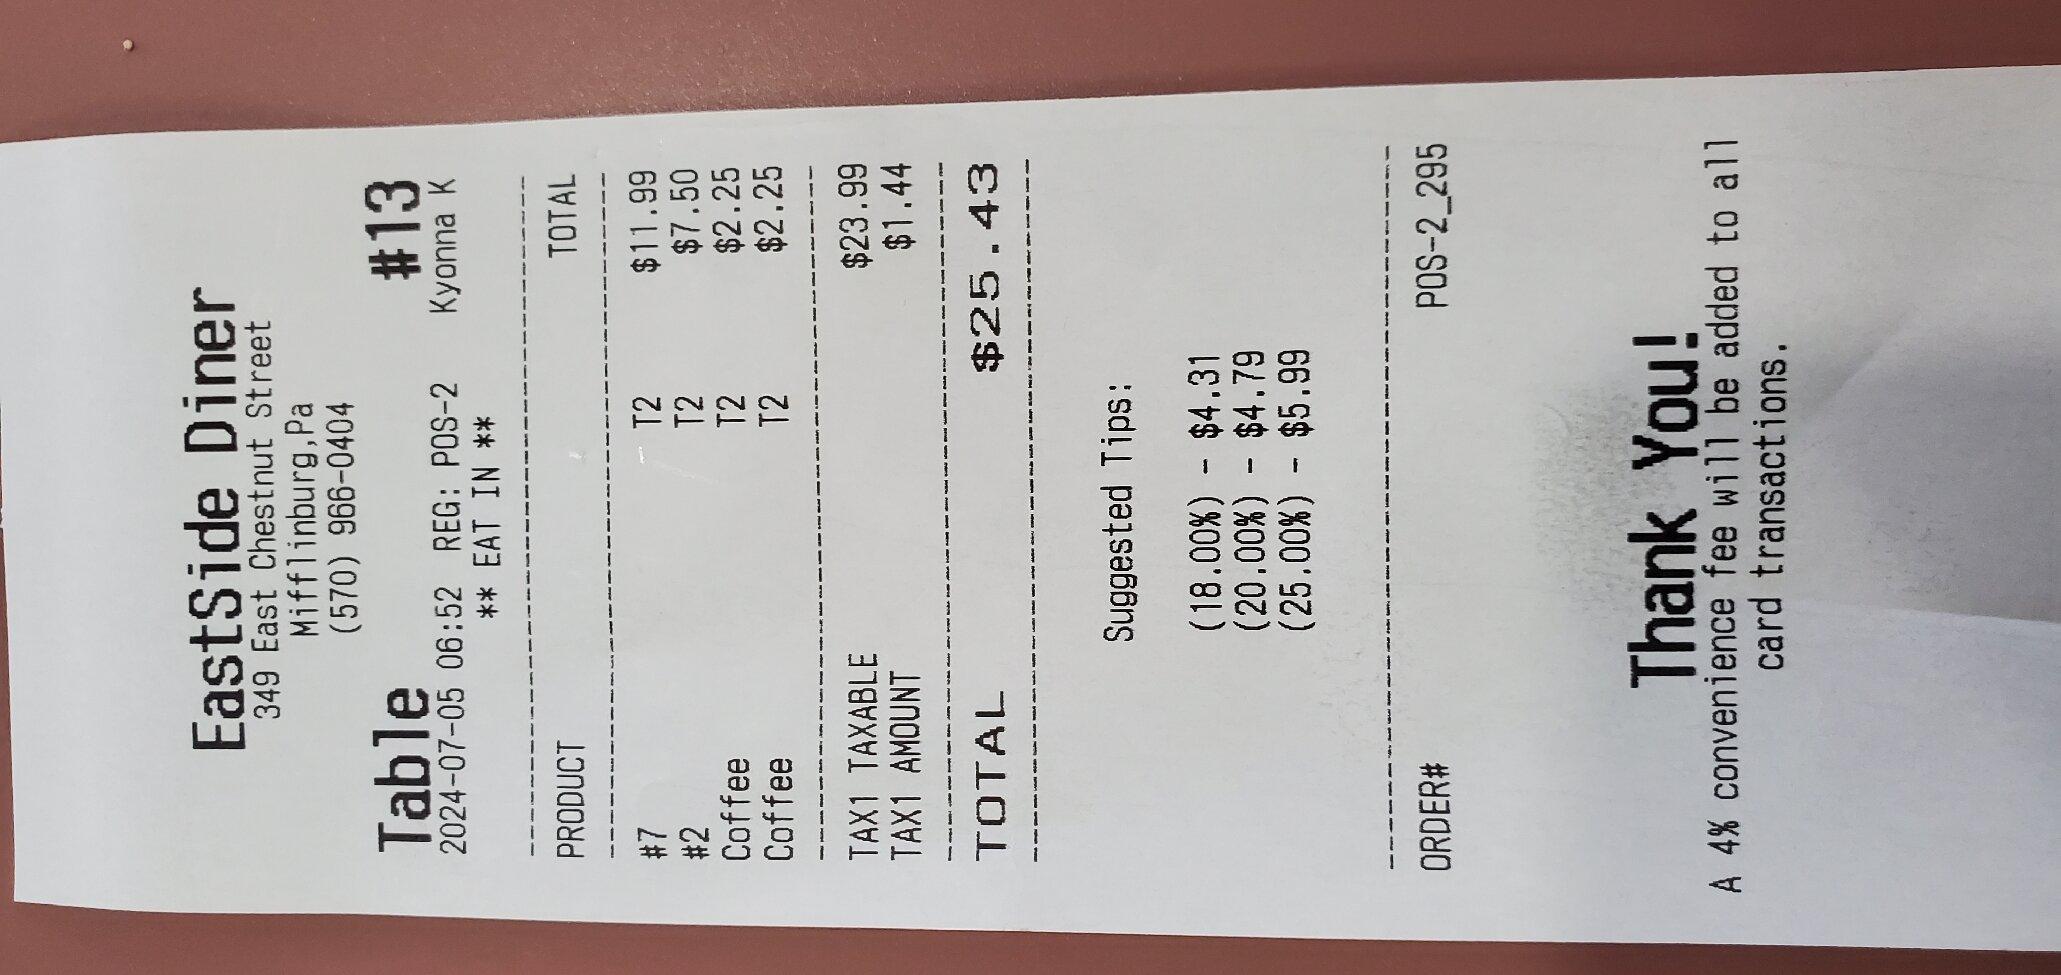 EastSide Diner
349 East Chestnut Street
Mifflinburg,Pa
(570) 966-0404
Table #13
2024-07-05 06:52 REG: POS-2 Kyonna K
** EAT IN **
PRODUCT TOTAL
#7 T2 $11.99
#2 T2 $7.50
Coffee T2 $2.25
Coffee T2 $2.25
TAX1 TAXABLE $23.99
TAX1 AMOUNT $1.44
TOTAL $25.43
Suggested Tips:
(18.00%) - $4.31
(20.00%) - $4.79
(25.00%) - $5.99
ORDER# POS-2_295
Thank You!
A 4% convenience fee will be added to all
card transactions.